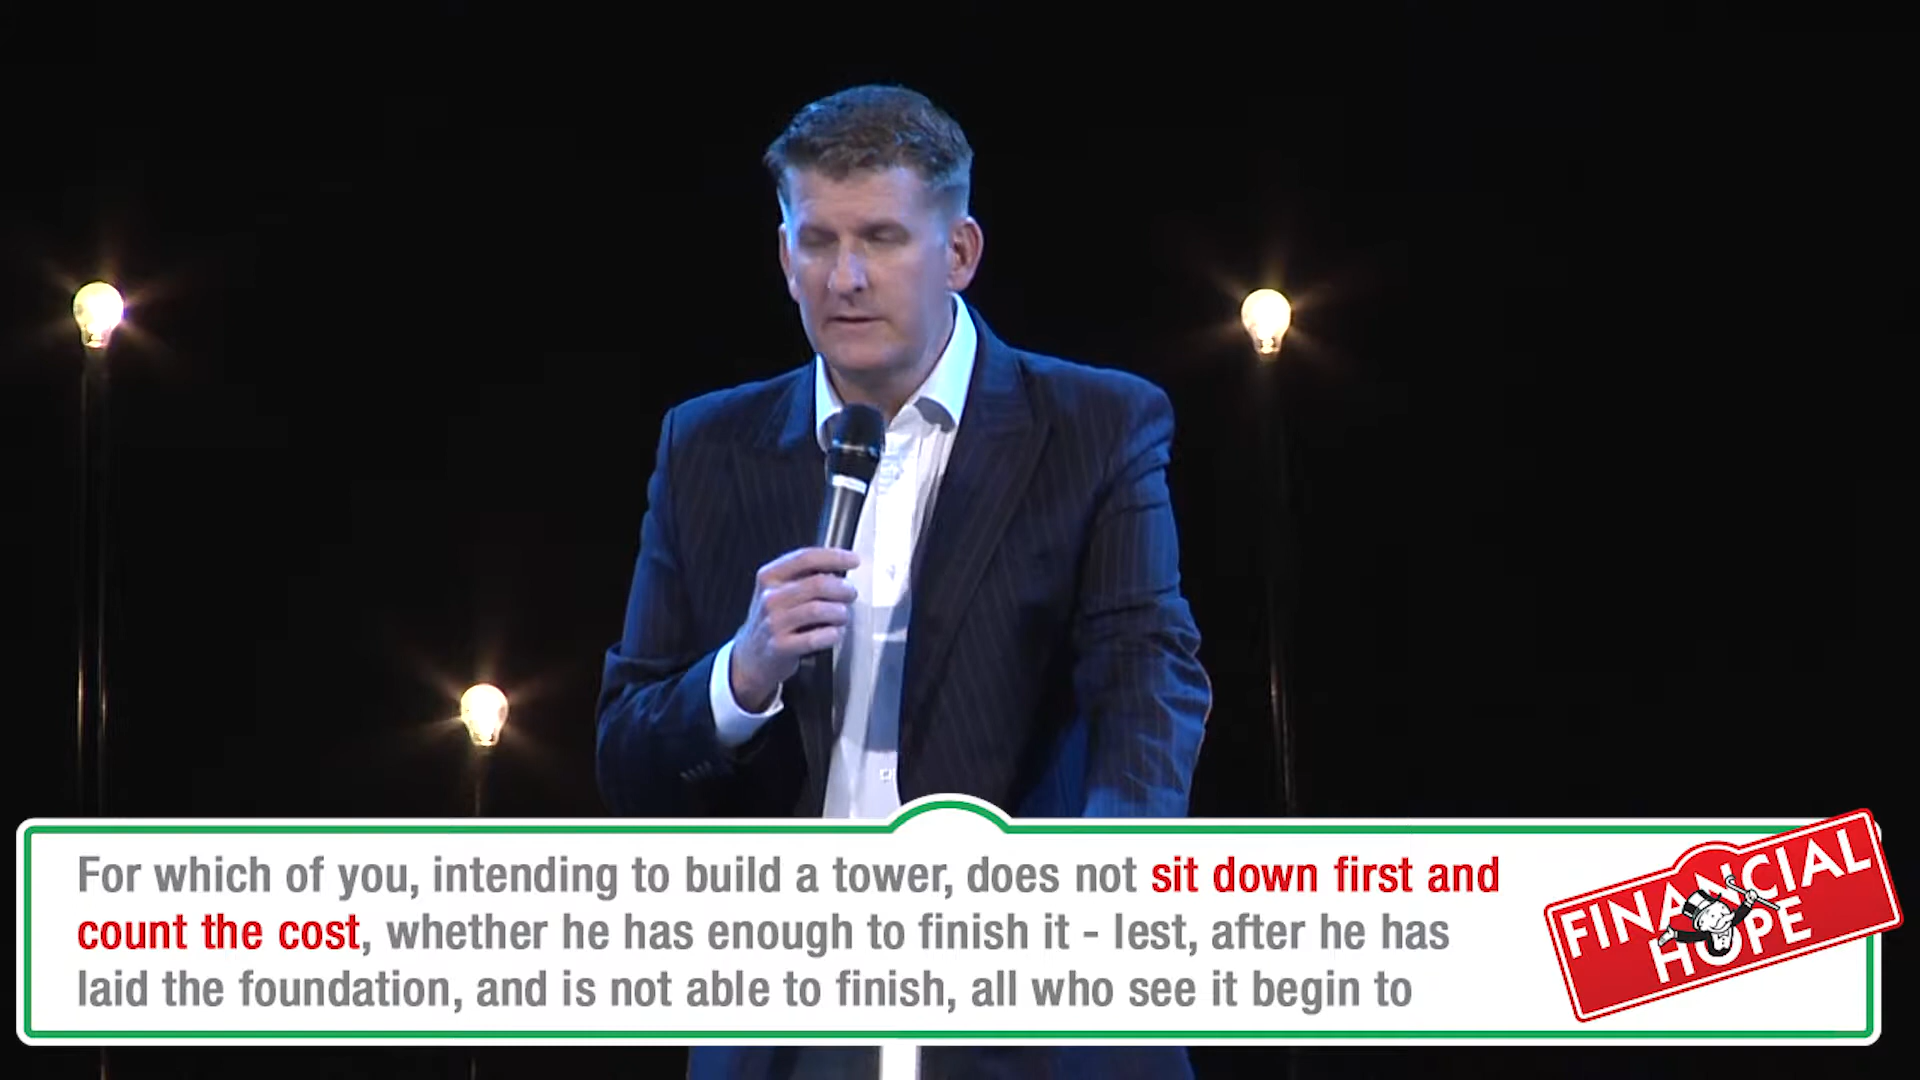 For which of you, intending to build a tower, does not sit down first and
count the cost, whether he has enough to finish it - lest, after he has
laid the foundation, and is not able to finish, all who see it begin to
FINANCIAL
HOPE